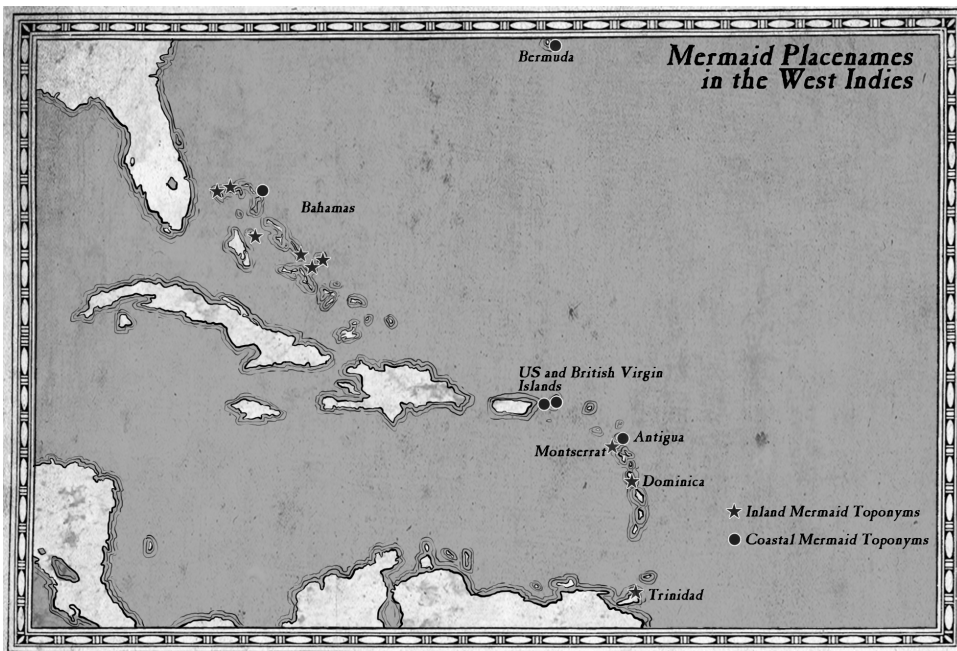 Mermaid Placenames
in the West Indies
Bermuda
Bahamas
US and British Virgin
Islands
Antigua
Montserrat
Dominica
Inland Mermaid Toponyms
Coastal Mermaid Toponyms
Trinidad